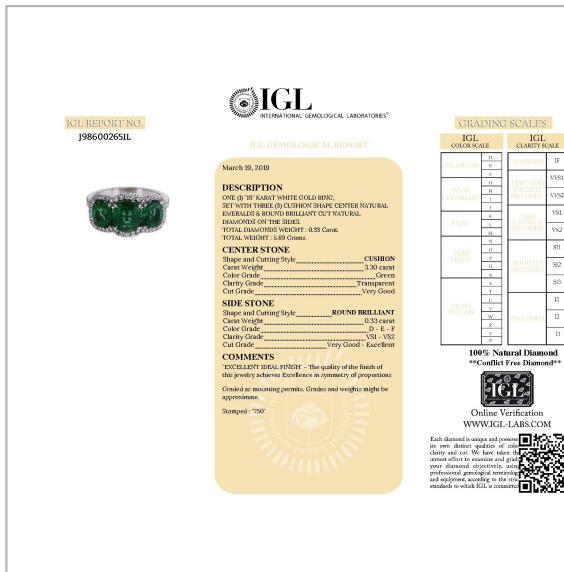 IGL
INTERNATIONAL GEMOLOGICAL LABORATORIES
IGL REPORT NO.
J9860026SIL
IGL GEMOLOGICAL REPORT
March 19, 2019
DESCRIPTION
ONE (1) "18" KARAT WHITE GOLD RING,
SET WITH THREE (3) CUSHION SHAPE CENTER NATURAL
EMERALDS & ROUND BRILLIANT CUT NATURAL
DIAMONDS ON THE SIDES.
TOTAL DIAMONDS WEIGHT : 0.33 Carat.
TOTAL WEIGHT : 5.69 Grams.
CENTER STONE
Shape and Cutting Style CUSHION
Carat Weight 3.30 carat
Color Grade Green
Clarity Grade Transparent
Cut Grade Very Good
SIDE STONE
Shape and Cutting Style ROUND BRILLIANT
Carat Weight 0.33 carat
Color Grade D - E - F
Clarity Grade VS1 - VS2
Cut Grade Very Good - Excellent
COMMENTS
"EXCELLENT IDEAL FINISH" - The quality of the finish of
this jewelry achieves Excellence in symmetry of proportions
Graded as mounting permits. Grades and weights might be
approximate.
Stamped : "750"
GRADING SCALES
IGL
COLOR SCALE
COLORLESS
D
E
F
NEAR
COLORLESS
G
H
I
J
FAINT
K
L
M
VERY
LIGHT
N
O
P
Q
R
LIGHT
YELLOW
S
T
U
V
W
X
Y
Z
IGL
CLARITY SCALE
FLAWLESS
IF
VERY VERY
SLIGHTLY
INCLUDED
VVS1
VVS2
VERY
SLIGHTLY
INCLUDED
VS1
VS2
SLIGHTLY
INCLUDED
SI1
SI2
SI3
INCLUDED
I1
I2
I3
100% Natural Diamond
**Conflict Free Diamond**
IGL
Online Verification
WWW.IGL-LABS.COM
Each diamond is unique and possess
its own distinct qualities of colo
clarity and cut. We have taken th
utmost effort to examine and grad
your diamond objectively, usin
professional gemological terminolog
and equipment, according to the stric
standards to which IGL is committe